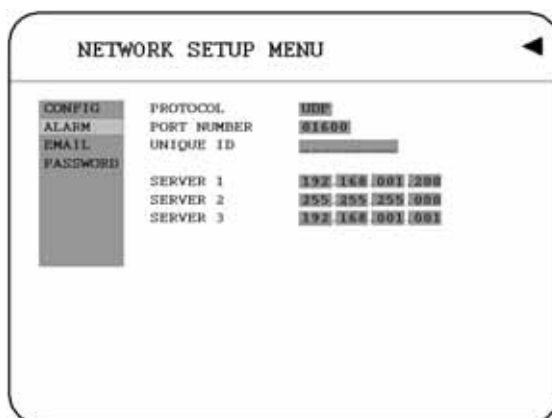 NETWORK SETUP MENU
CONFIG PROTOCOL UDP
ALARM PORT NUMBER 01600
EMAIL UNIQUE ID
PASSWORD
SERVER 1 192.168.001.200
SERVER 2 255.255.255.000
SERVER 3 192.168.001.001